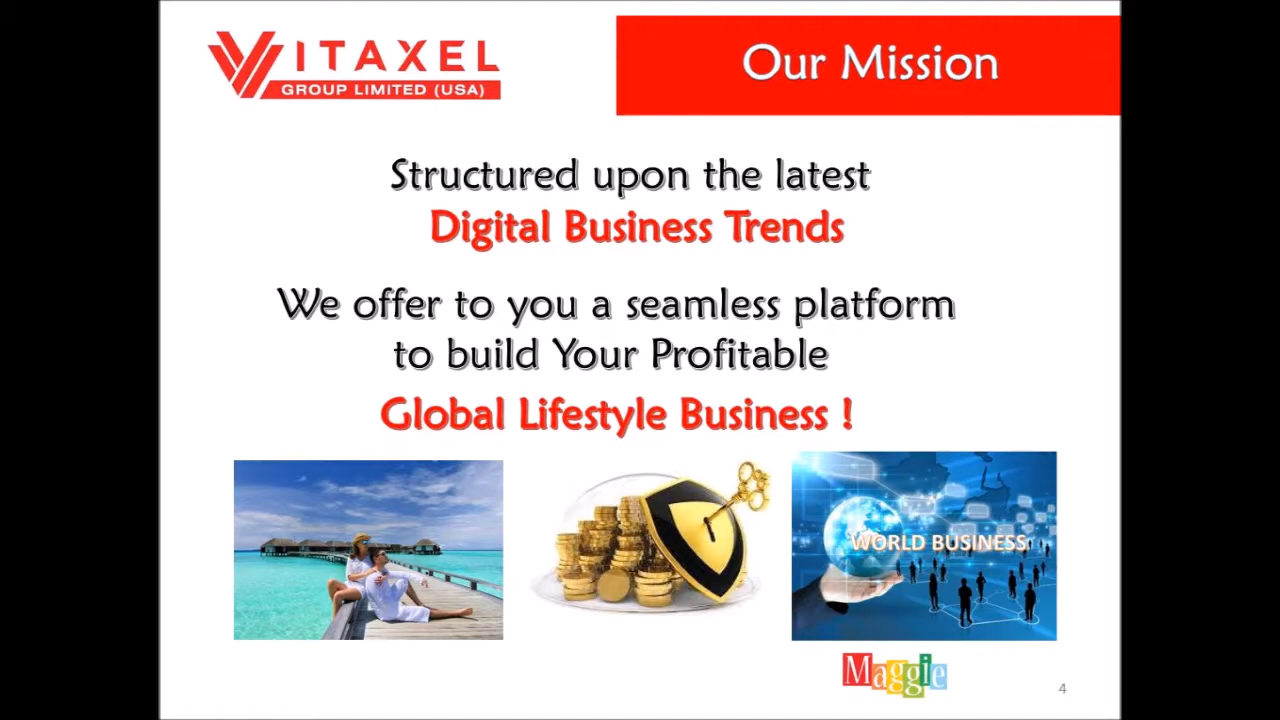 VITAXEL
GROUP LIMITED (USA)
Our Mission
Structured upon the latest
Digital Business Trends
We offer to you a seamless platform
to build Your Profitable
Global Lifestyle Business !
WORLD BUSINESS
Maggie
4